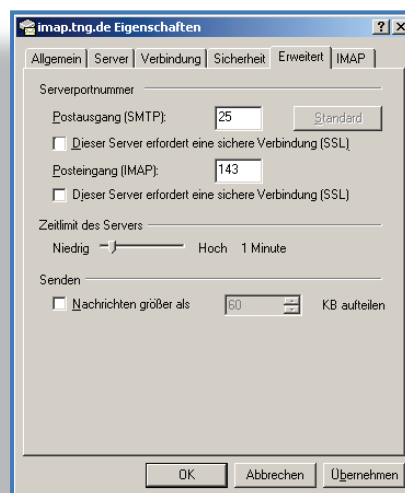 imap.tng.de Eigenschaften
Allgemein Server Verbindung Sicherheit Erweitert IMAP
Serverportnummer
Postausgang (SMTP): 25 Standard
Dieser Server erfordert eine sichere Verbindung (SSL)
Posteingang (IMAP): 143
Dieser Server erfordert eine sichere Verbindung (SSL)
Zeitlimit des Servers
Niedrig Hoch 1 Minute
Senden
Nachrichten größer als 60 KB aufteilen
OK Abbrechen Übernehmen